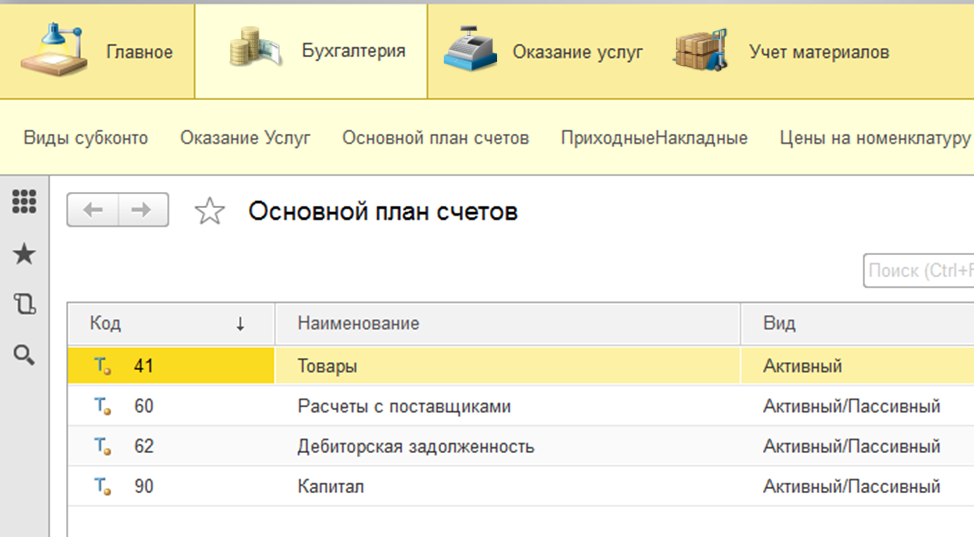 Главное Бухгалтерия Оказание услуг Учет материалов
Виды субконто Оказание Услуг Основной план счетов ПриходныеНакладные Цены на номенклатуру
Основной план счетов
Поиск (Ctrl+F
Код ↓ Наименование Вид
41 Товары Активный
60 Расчеты с поставщиками Активный/Пассивный
62 Дебиторская задолженность Активный/Пассивный
90 Капитал Активный/Пассивный